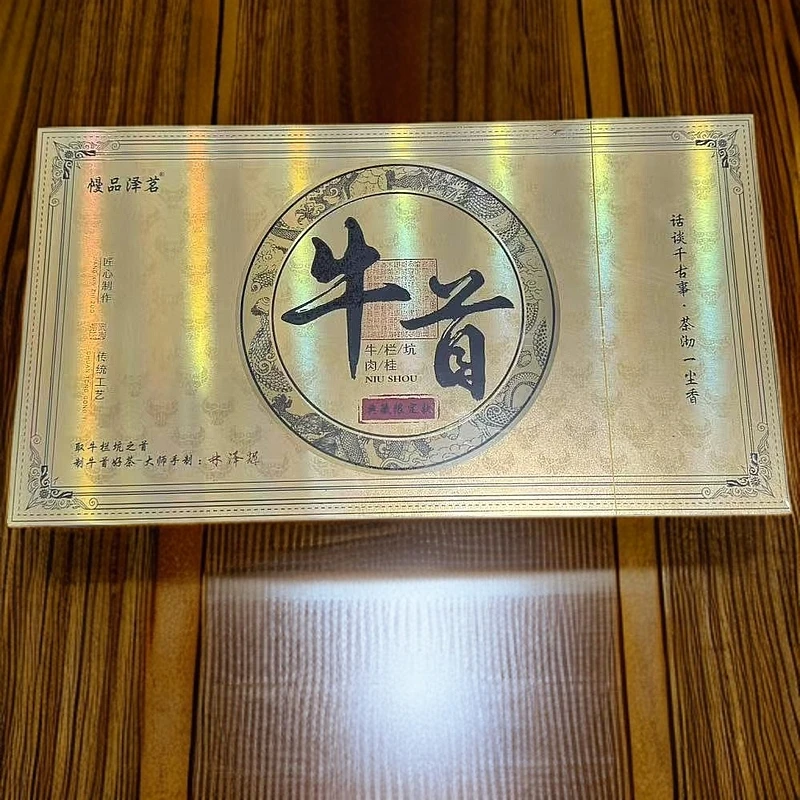 慢品泽茗®
匠心制作
传统工艺
牛首
牛/栏/坑
肉/桂
NIU SHOU
典藏限定款
话谈千古事·茶沏一尘香
取牛栏坑之首
制牛首好茶 大师手制：林泽辉